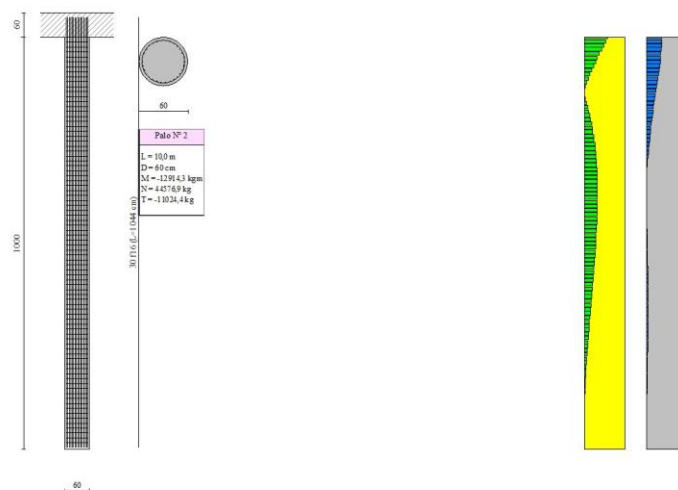 60
60
Palo N° 2
L = 10,0 m
D = 60 cm
M = -12914,3 kgm
N = 44576,9 kg
T = -11024,4 kg
1000
30 f16 (L=1044 cm)
60